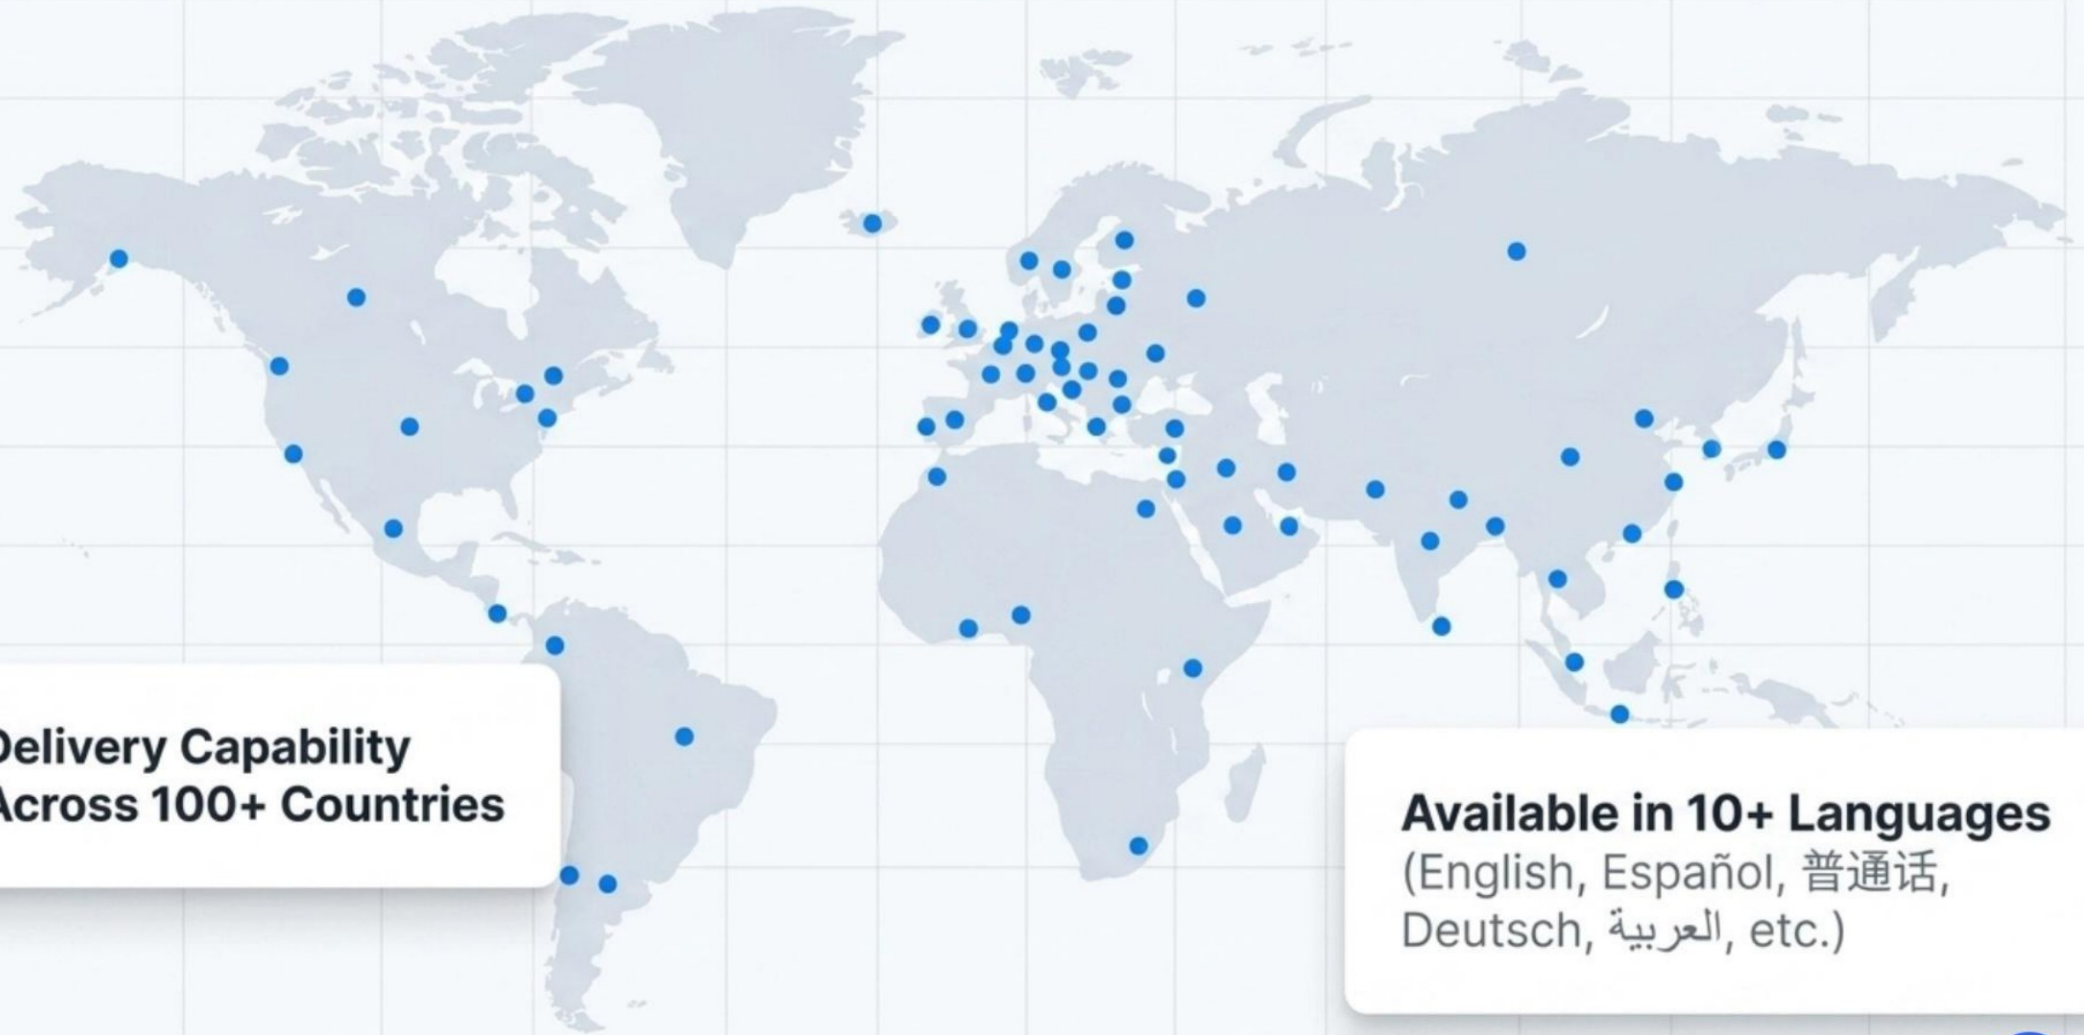 Delivery Capability
Across 100+ Countries
Available in 10+ Languages
(English, Español, 普通话,
Deutsch, العربية, etc.)